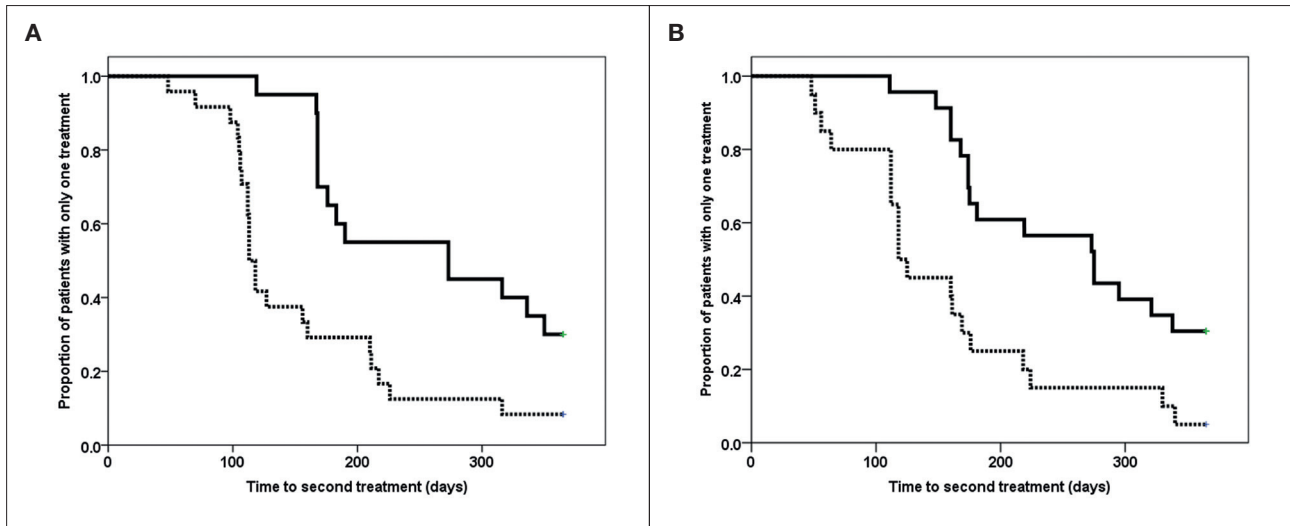 A
Proportion of patients with only one treatment
1.0
0.8
0.6
0.4
0.2
0.0
0 100 200 300
Time to second treatment (days)
B
Proportion of patients with only one treatment
1.0
0.8
0.6
0.4
0.2
0.0
0 100 200 300
Time to second treatment (days)